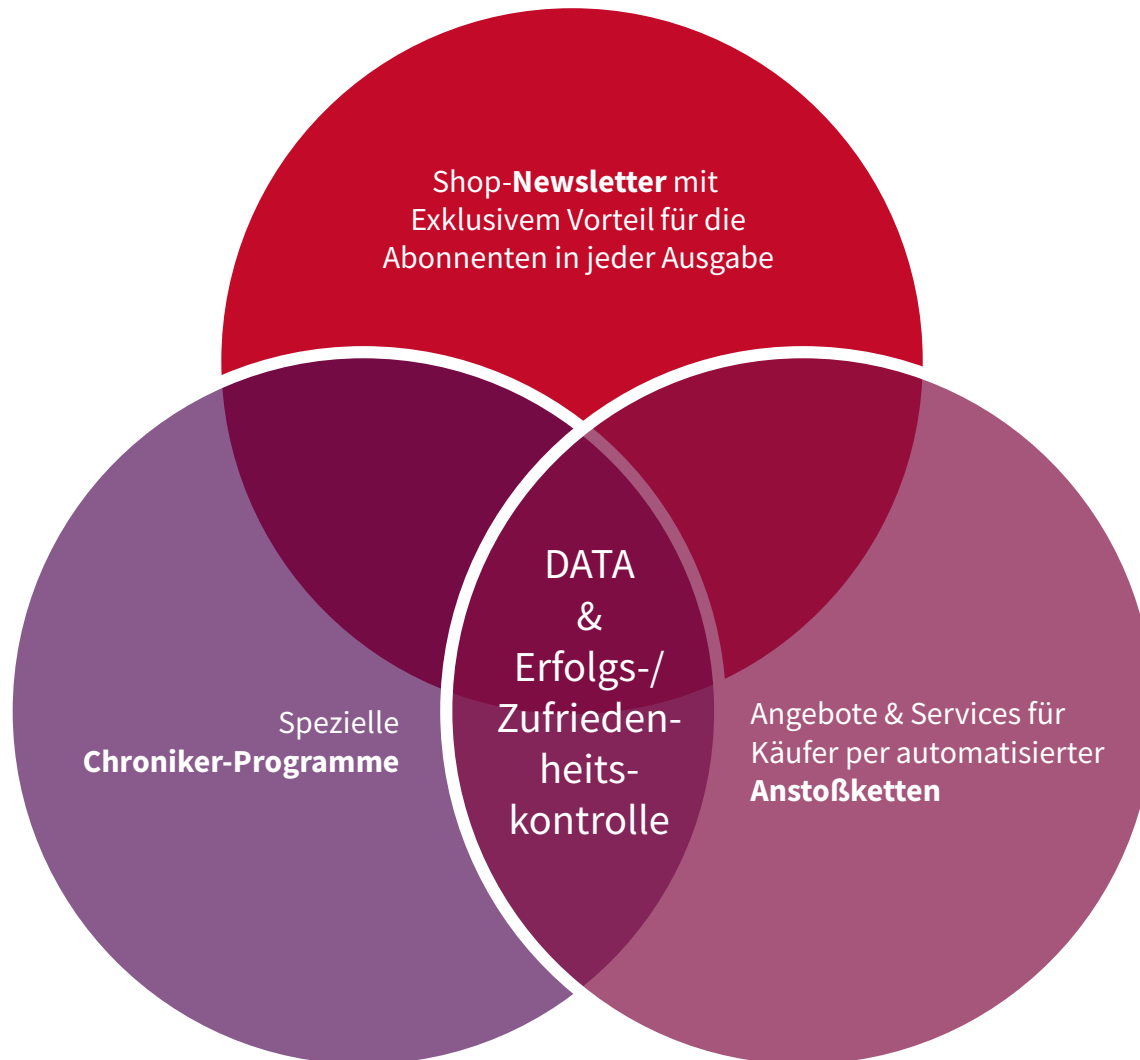 Shop-Newsletter mit
Exklusivem Vorteil für die
Abonnenten in jeder Ausgabe
DATA
&
Erfolgs-/
Zufrieden-
heits-
kontrolle
Spezielle
Chroniker-Programme
Angebote & Services für
Käufer per automatisierter
Anstoßketten